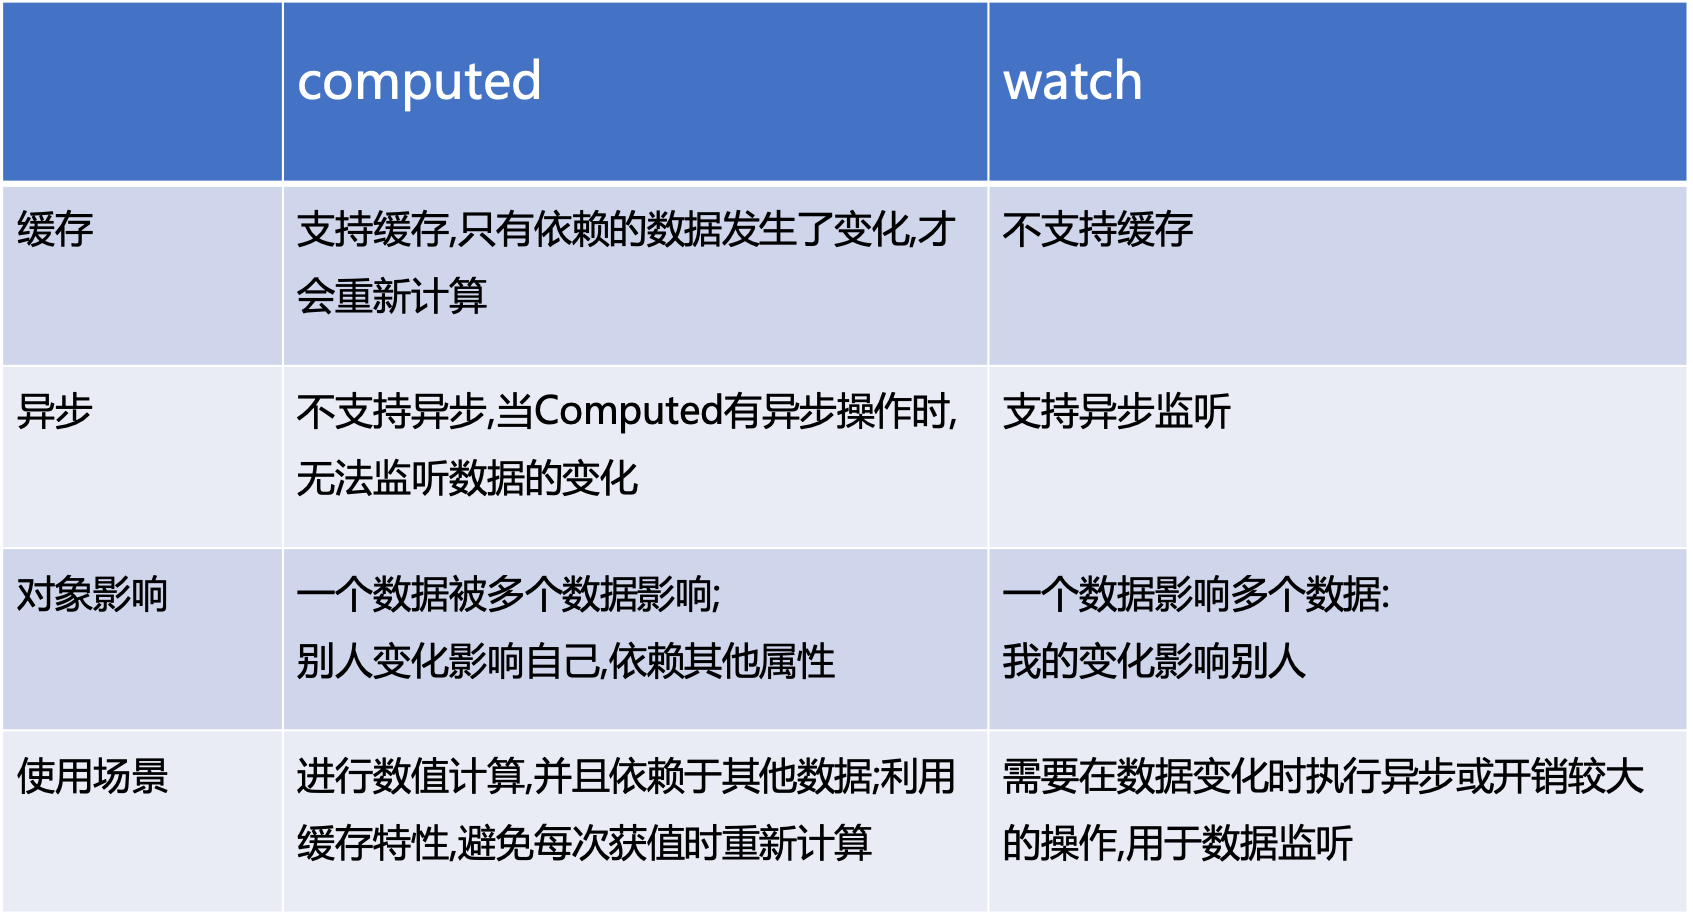 computed
watch
缓存
支持缓存,只有依赖的数据发生了变化,才
会重新计算
不支持缓存
异步
不支持异步,当Computed有异步操作时,
无法监听数据的变化
支持异步监听
对象影响
一个数据被多个数据影响;
别人变化影响自己,依赖其他属性
一个数据影响多个数据:
我的变化影响别人
使用场景
进行数值计算,并且依赖于其他数据;利用
缓存特性,避免每次获值时重新计算
需要在数据变化时执行异步或开销较大
的操作,用于数据监听